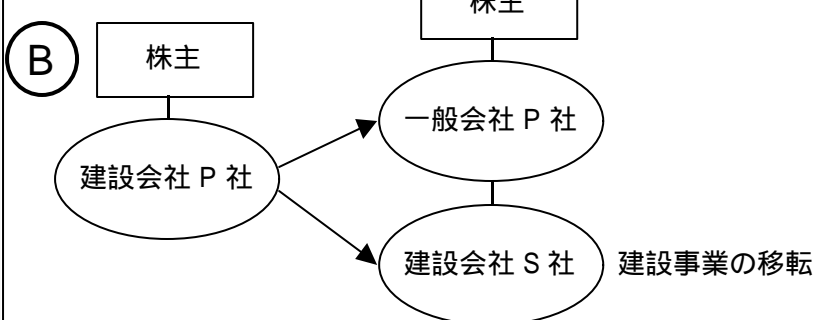 株主
B
株主
一般会社 P 社
建設会社 P 社
建設会社 S 社
建設事業の移転